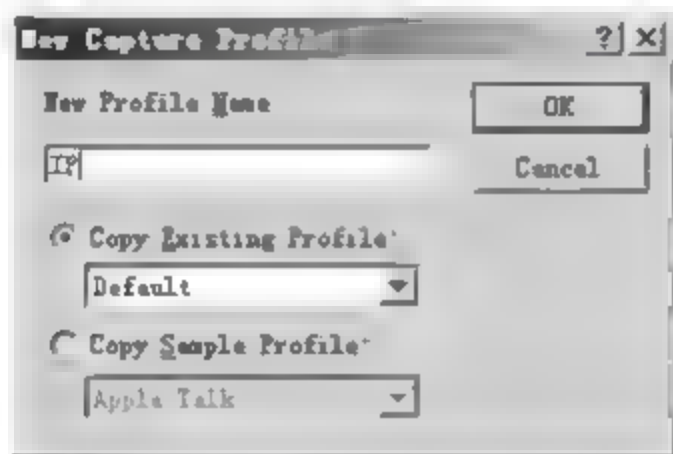 New Capture Profile
New Profile Name
OK
IP
Cancel
Copy Existing Profile:
Default
Copy Sample Profile:
Apple Talk